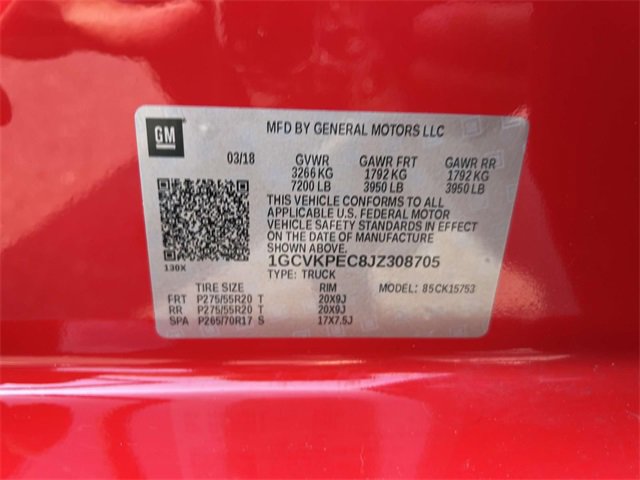 GM
MFD BY GENERAL MOTORS LLC
03/18 GVWR GAWR FRT GAWR RR
3266 KG 1792 KG 1792 KG
7200 LB 3950 LB 3950 LB
THIS VEHICLE CONFORMS TO ALL
APPLICABLE U.S. FEDERAL MOTOR
VEHICLE SAFETY STANDARDS IN EFFECT
ON THE DATE OF MANUFACTURE
SHOWN ABOVE.
130X 1GCVKPEC8JZ308705
TYPE: TRUCK
TIRE SIZE RIM MODEL: 85CK15753
FRT P275/55R20 T 20X9J
RR P275/55R20 T 20X9J
SPA P265/70R17 S 17X7.5J